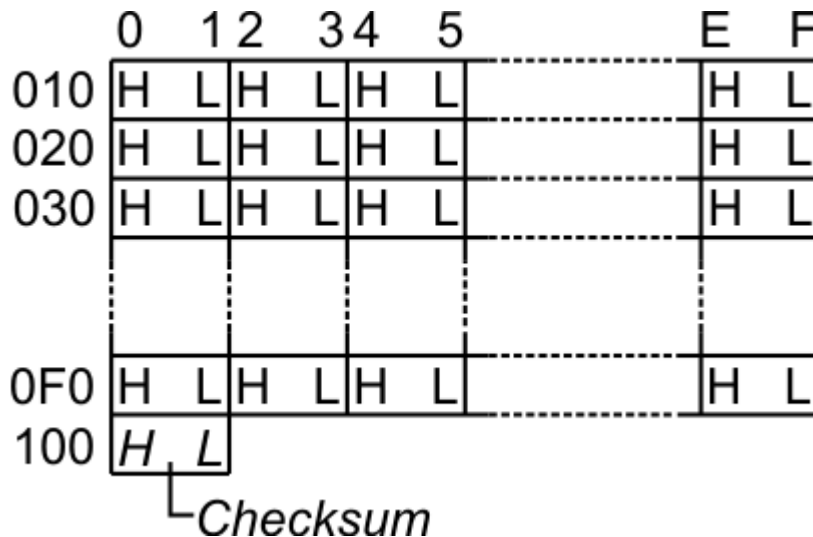 0 1 2 3 4 5 E F
010 H L H L H L H L
020 H L H L H L H L
030 H L H L H L H L
0F0 H L H L H L H L
100 H L
Checksum